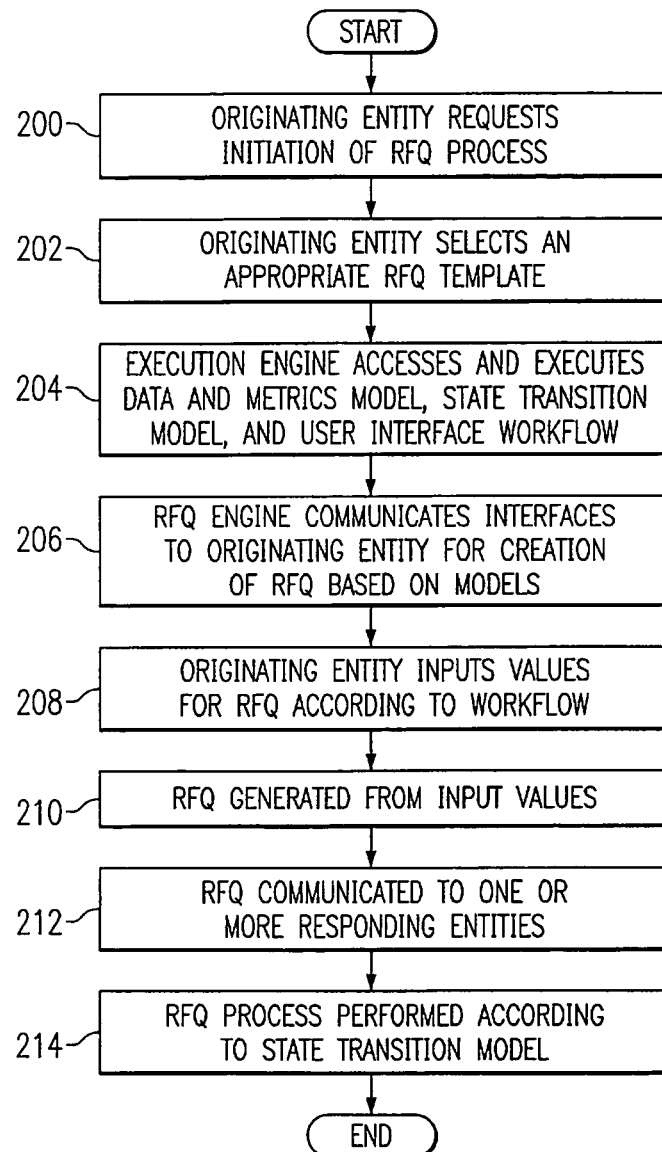 START
200
ORIGINATING ENTITY REQUESTS
INITIATION OF RFQ PROCESS
202
ORIGINATING ENTITY SELECTS AN
APPROPRIATE RFQ TEMPLATE
204
EXECUTION ENGINE ACCESSES AND EXECUTES
DATA AND METRICS MODEL, STATE TRANSITION
MODEL, AND USER INTERFACE WORKFLOW
206
RFQ ENGINE COMMUNICATES INTERFACES
TO ORIGINATING ENTITY FOR CREATION
OF RFQ BASED ON MODELS
208
ORIGINATING ENTITY INPUTS VALUES
FOR RFQ ACCORDING TO WORKFLOW
210
RFQ GENERATED FROM INPUT VALUES
212
RFQ COMMUNICATED TO ONE OR
MORE RESPONDING ENTITIES
214
RFQ PROCESS PERFORMED ACCORDING
TO STATE TRANSITION MODEL
END